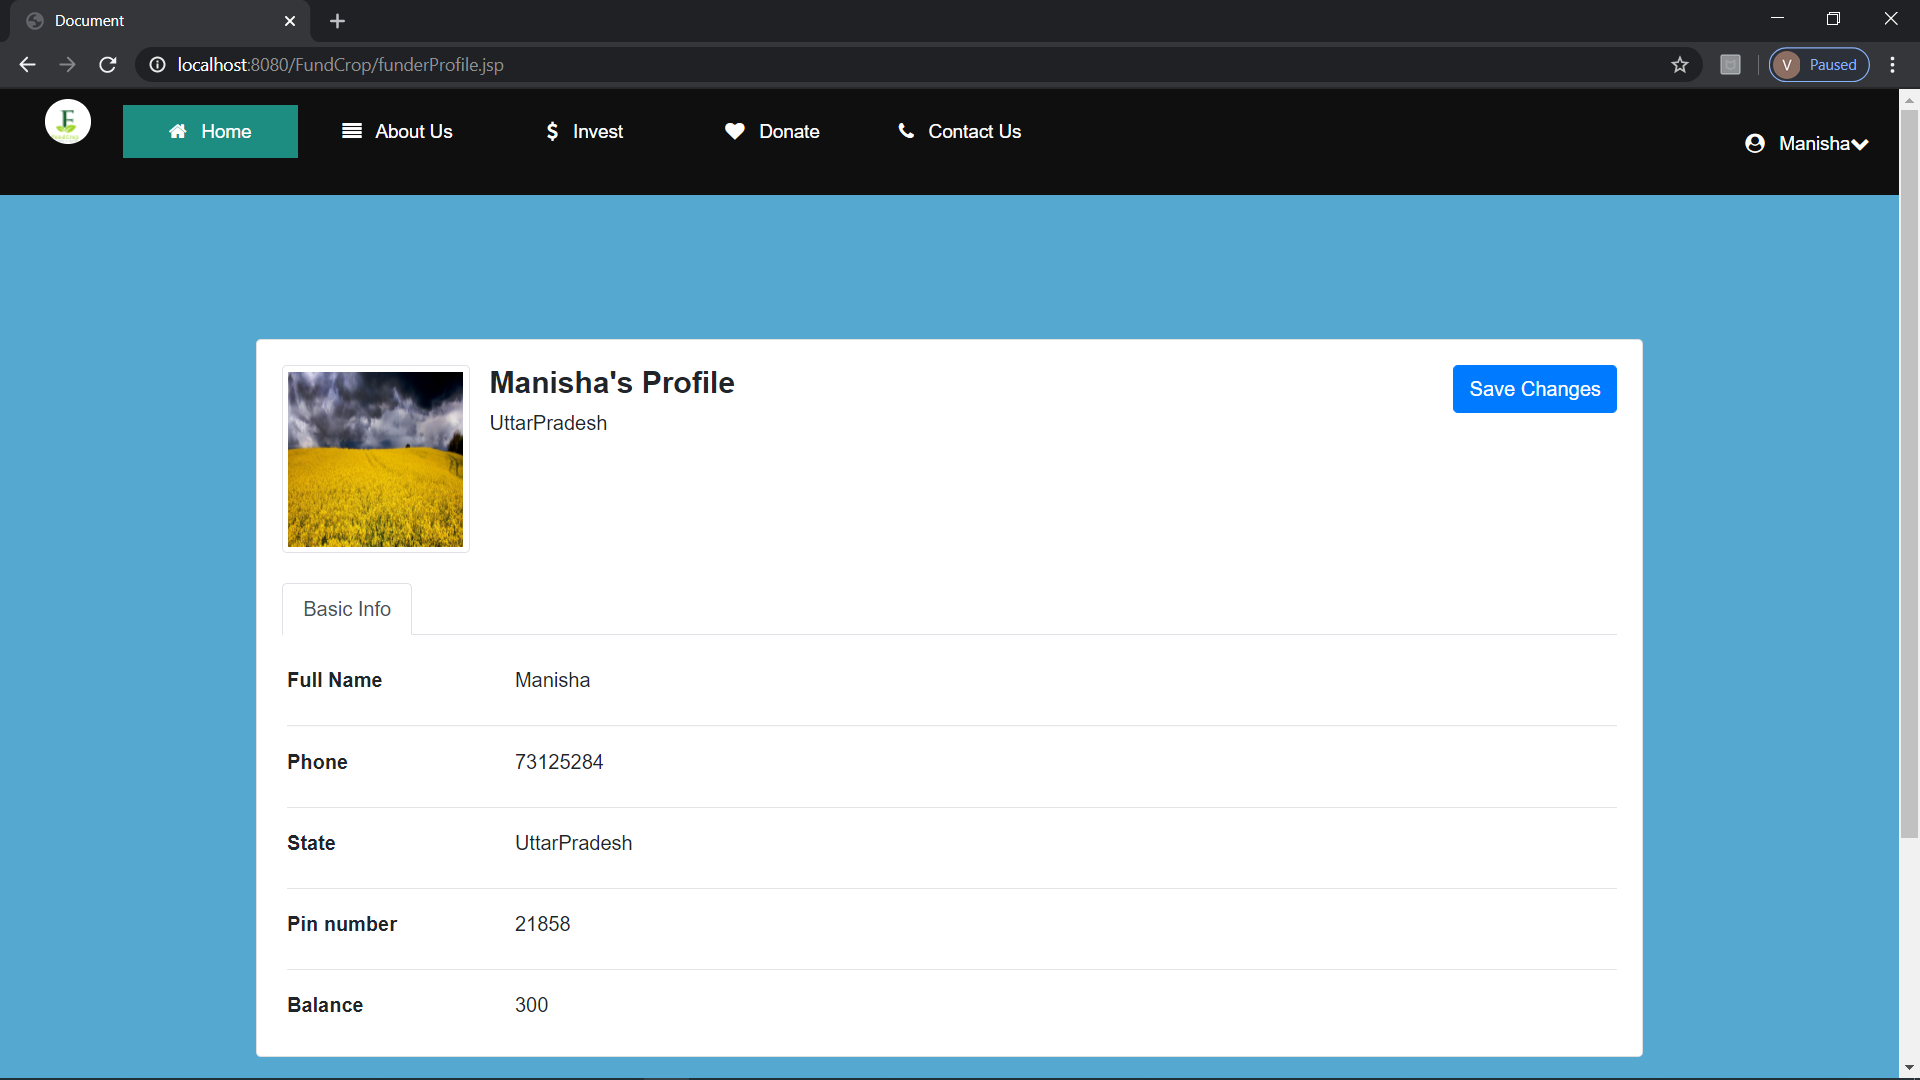 Document
localhost:8080/FundCrop/funderProfile.jsp
V Paused
Home About Us Invest Donate Contact Us Manisha
Manisha's Profile
Save Changes
UttarPradesh
Basic Info
Full Name Manisha
Phone 73125284
State UttarPradesh
Pin number 21858
Balance 300